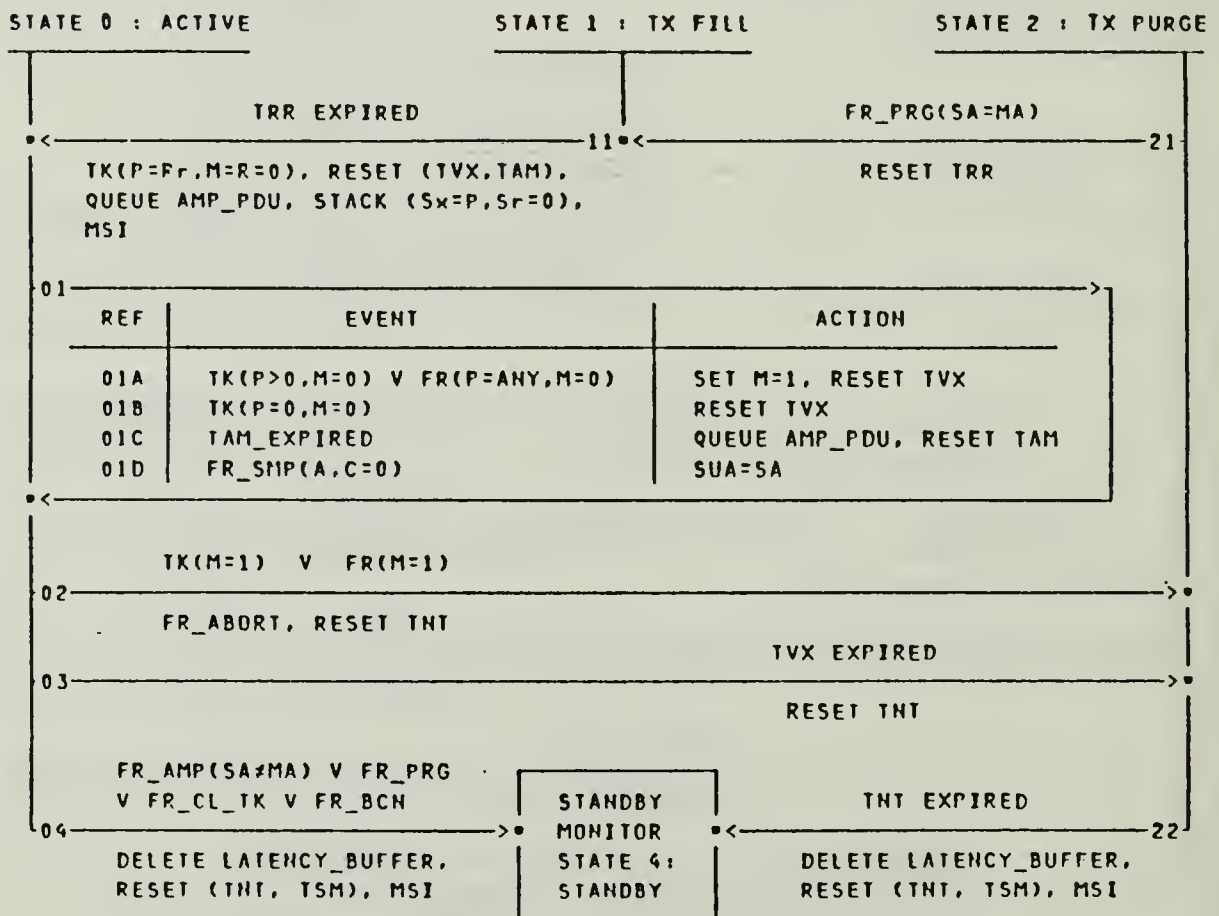 STATE 0 : ACTIVE STATE 1 : TX FILL STATE 2 : TX PURGE
TRR EXPIRED FR_PRG(SA=MA)
11 21
TK(P=Fr,M=R=0), RESET (TVX,TAM), RESET TRR
QUEUE AMP_PDU, STACK (Sx=P,Sr=0),
MSI
01
REF EVENT ACTION
01A TK(P>0,M=0) V FR(P=ANY,M=0) SET M=1, RESET TVX
01B TK(P=0,M=0) RESET TVX
01C TAM_EXPIRED QUEUE AMP_PDU, RESET TAM
01D FR_SMP(A,C=0) SUA=SA
TK(M=1) V FR(M=1)
02
FR_ABORT, RESET TNT
TVX EXPIRED
03
RESET TNT
FR_AMP(SA≠MA) V FR_PRG
V FR_CL_TK V FR_BCN STANDBY TNT EXPIRED
04 MONITOR 22
DELETE LATENCY_BUFFER, STATE 4: DELETE LATENCY_BUFFER,
RESET (TNT, TSM), MSI STANDBY RESET (TNT, TSM), MSI